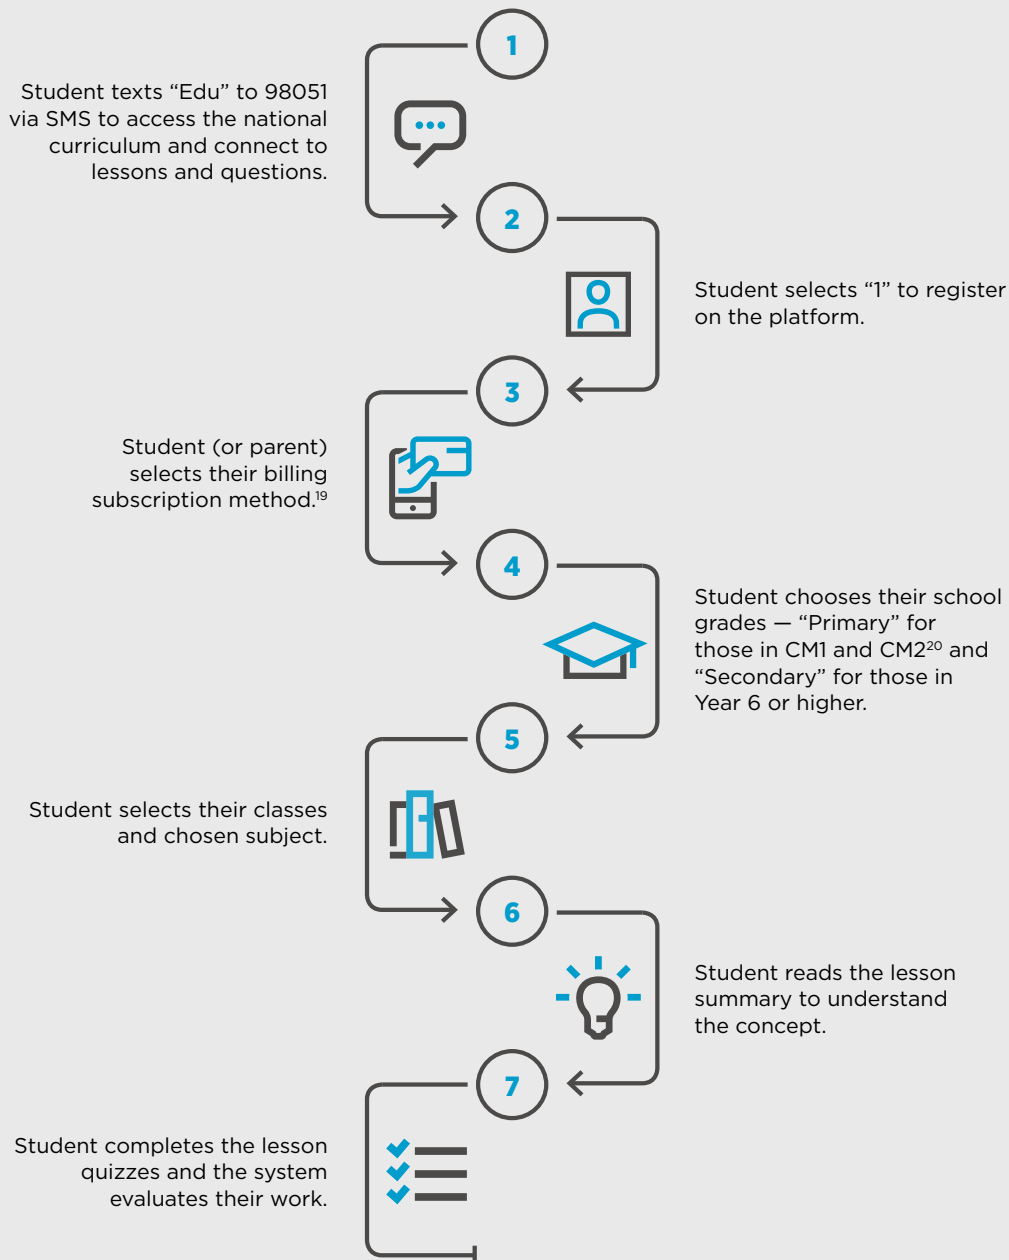 1
Student texts “Edu” to 98051
via SMS to access the national
curriculum and connect to
lessons and questions.
2
Student selects “1” to register
on the platform.
3
Student (or parent)
selects their billing
subscription method.19
4
Student chooses their school
grades — “Primary” for
those in CM1 and CM220 and
“Secondary” for those in
Year 6 or higher.
5
Student selects their classes
and chosen subject.
6
Student reads the lesson
summary to understand
the concept.
7
Student completes the lesson
quizzes and the system
evaluates their work.